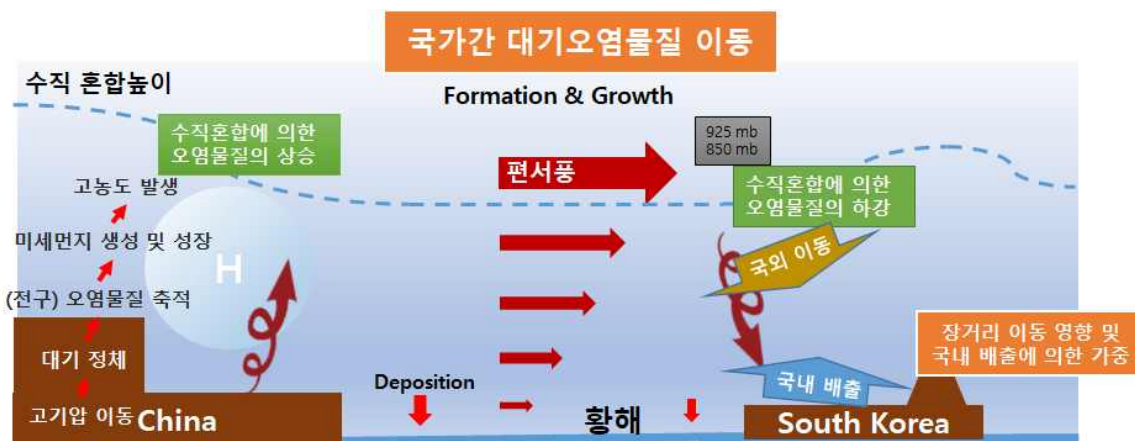 국가간 대기오염물질 이동
수직 혼합높이
Formation & Growth
수직혼합에 의한
오염물질의 상승
925 mb
850 mb
편서풍
수직혼합에 의한
오염물질의 하강
고농도 발생
미세먼지 생성 및 성장
H
국외 이동
(전구) 오염물질 축적
장거리 이동 영향 및
국내 배출에 의한 가중
대기 정체
Deposition
국내 배출
고기압 이동 China
황해
South Korea